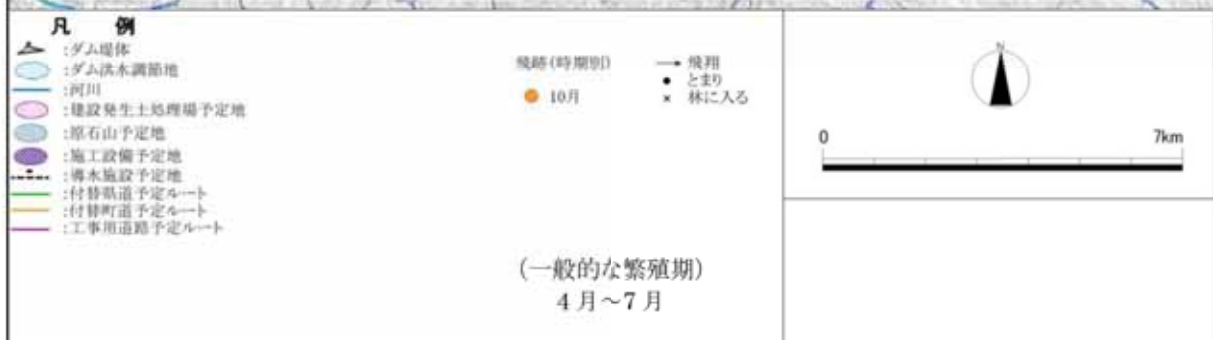 凡 例
:ダム堤体
:ダム洪水調節地
:河川
:建設発生土処理場予定地
:原石山予定地
:施工設備予定地
:導水施設予定地
:付替県道予定ルート
:付替町道予定ルート
:工事用道路予定ルート
飛跡(時期別)
10月
飛翔
とまり
林に入る
(一般的な繁殖期)
4月~7月
N
0 7km